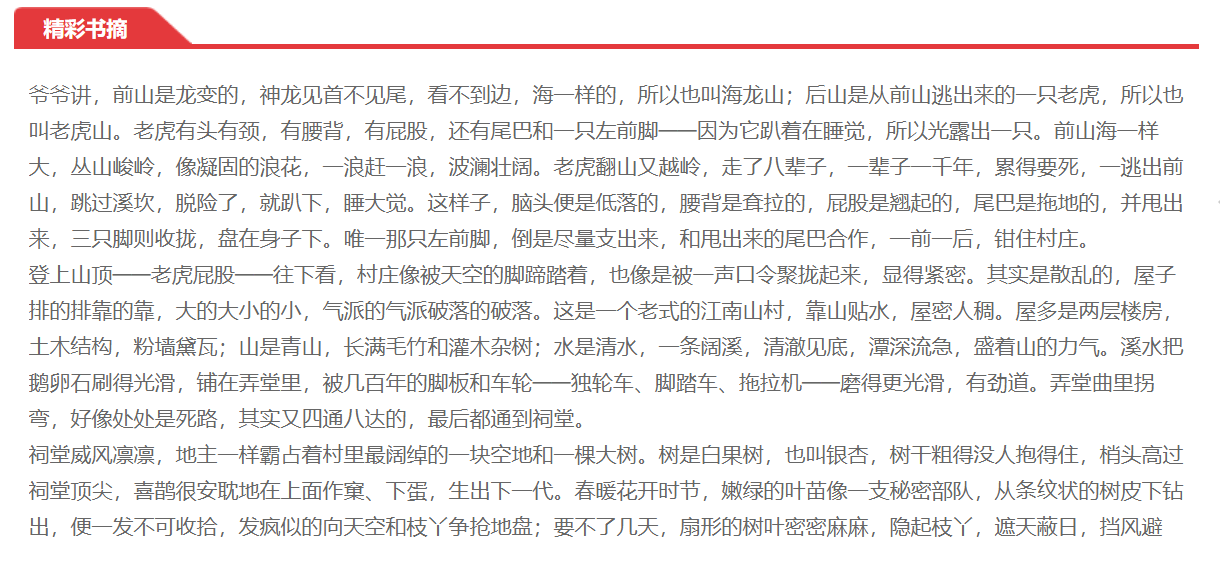 精彩书摘
爷爷讲，前山是龙变的，神龙见首不见尾，看不到边，海一样的，所以也叫海龙山；后山是从前山逃出来的一只老虎，所以也
叫老虎山。老虎有头有颈，有腰背，有屁股，还有尾巴和一只左前脚——因为它趴着在睡觉，所以光露出一只。前山海一样
大，丛山峻岭，像凝固的浪花，一浪赶一浪，波澜壮阔。老虎翻山又越岭，走了八辈子，一辈子一千年，累得要死，一逃出前
山，跳过溪坎，脱险了，就趴下，睡大觉。这样子，脑头便是低落的，腰背是耷拉的，屁股是翘起的，尾巴是拖地的，并甩出
来，三只脚则收拢，盘在身子下。唯一那只左前脚，倒是尽量支出来，和甩出来的尾巴合作，一前一后，钳住村庄。
登上山顶——老虎屁股——往下看，村庄像被天空的脚蹄踏着，也像是被一声口令聚拢起来，显得紧密。其实是散乱的，屋子
排的排靠的靠，大的大小的小，气派的气派破落的破落。这是一个老式的江南山村，靠山贴水，屋密人稠。屋多是两层楼房，
土木结构，粉墙黛瓦；山是青山，长满毛竹和灌木杂树；水是清水，一条阔溪，清澈见底，潭深流急，盛着山的力气。溪水把
鹅卵石刷得光滑，铺在弄堂里，被几百年的脚板和车轮——独轮车、脚踏车、拖拉机——磨得更光滑，有劲道。弄堂曲里拐
弯，好像处处是死路，其实又四通八达的，最后都通到祠堂。
祠堂威风凛凛，地主一样霸占着村里最阔绰的一块空地和一棵大树。树是白果树，也叫银杏，树干粗得没人抱得住，梢头高过
祠堂顶尖，喜鹊很安耽地在上面作窠、下蛋，生出下一代。春暖花开时节，嫩绿的叶苗像一支秘密部队，从条纹状的树皮下钻
出，便一发不可收拾，发疯似的向天空和枝丫争抢地盘；要不了几天，扇形的树叶密密麻麻，隐起枝丫，遮天蔽日，挡风避